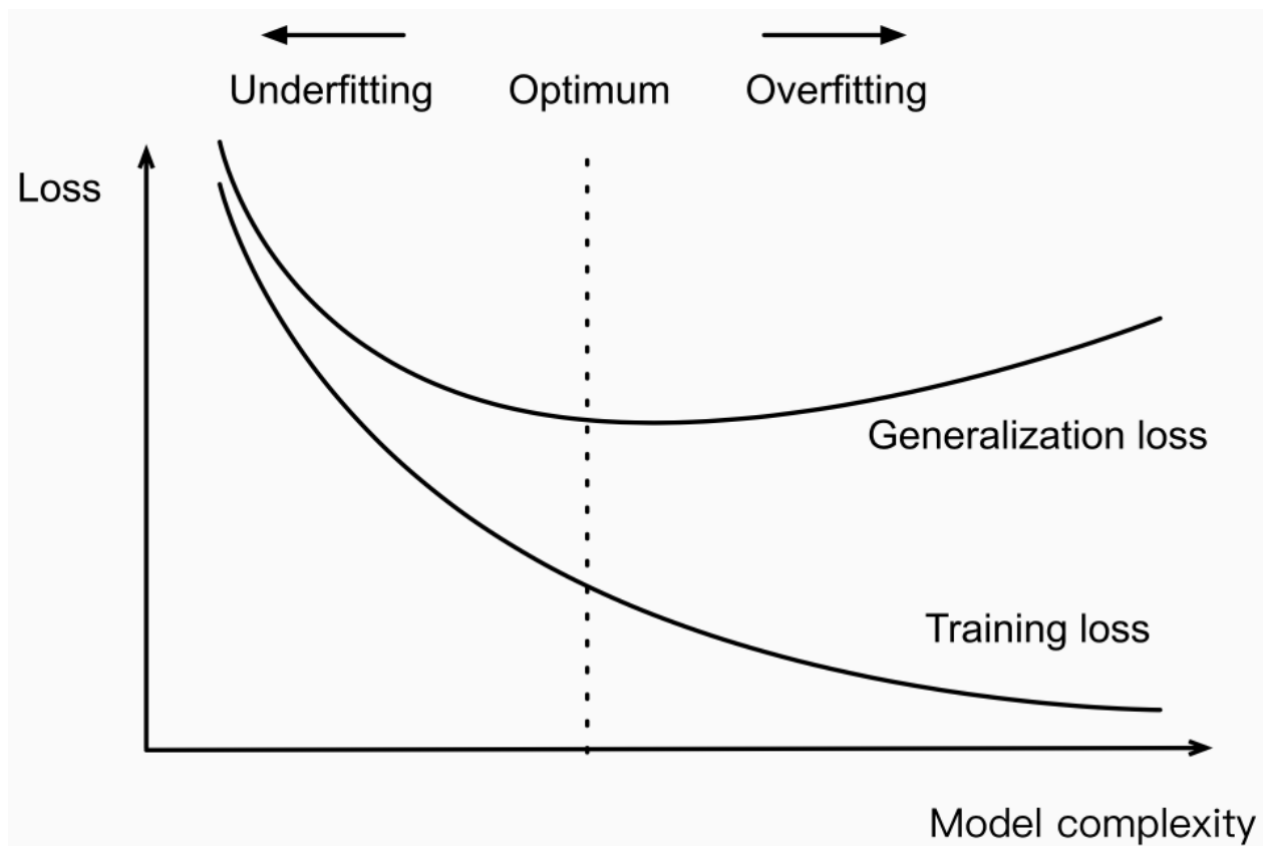 Underfitting Optimum Overfitting
Loss
Generalization loss
Training loss
Model complexity